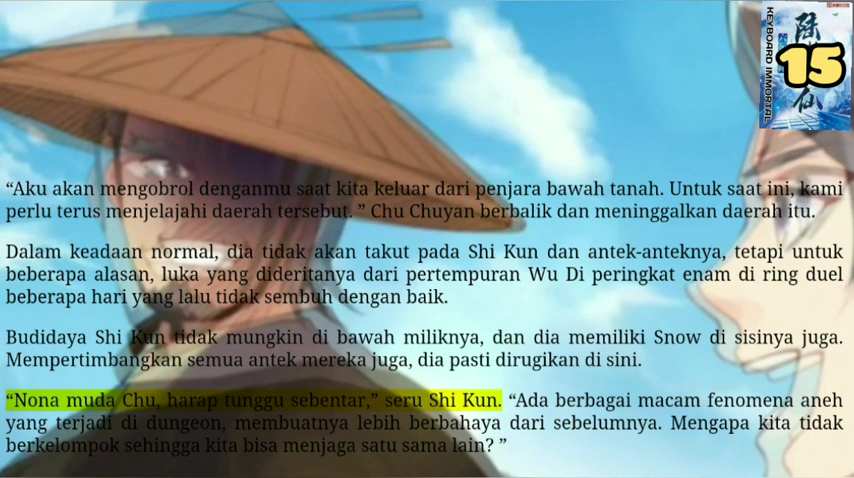 KEYBOARD IMMORTAL
15
“Aku akan mengobrol denganmu saat kita keluar dari penjara bawah tanah. Untuk saat ini, kami
perlu terus menjelajahi daerah tersebut. ” Chu Chuyan berbalik dan meninggalkan daerah itu.
Dalam keadaan normal, dia tidak akan takut pada Shi Kun dan antek-anteknya, tetapi untuk
beberapa alasan, luka yang dideritanya dari pertempuran Wu Di peringkat enam di ring duel
beberapa hari yang lalu tidak sembuh dengan baik.
Budidaya Shi Kun tidak mungkin di bawah miliknya, dan dia memiliki Snow di sisinya juga.
Mempertimbangkan semua antek mereka juga, dia pasti dirugikan di sini.
“Nona muda Chu, harap tunggu sebentar,” seru Shi Kun. “Ada berbagai macam fenomena aneh
yang terjadi di dungeon, membuatnya lebih berbahaya dari sebelumnya. Mengapa kita tidak
berkelompok sehingga kita bisa menjaga satu sama lain? ”